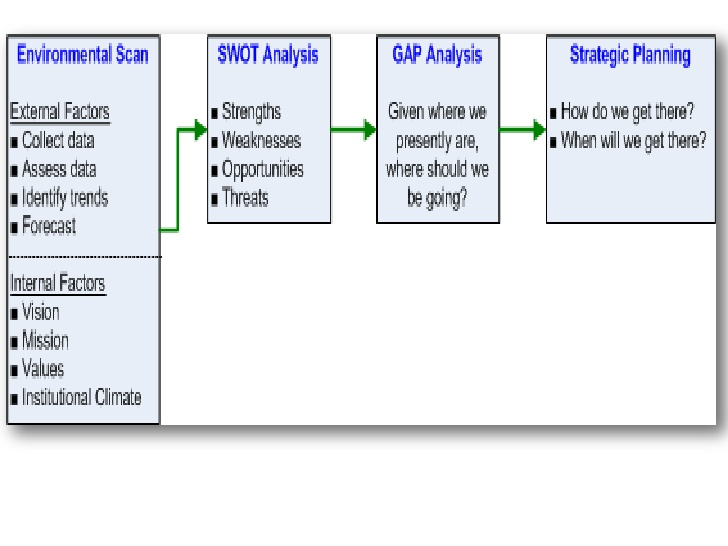 Environmental Scan
External Factors
■ Collect data
■ Assess data
■ Identify trends
■ Forecast
Internal Factors
■ Vision
■ Mission
■ Values
■ Institutional Climate
SWOT Analysis
■ Strengths
■ Weaknesses
■ Opportunities
■ Threats
GAP Analysis
Given where we
presently are,
where should we
be going?
Strategic Planning
■ How do we get there?
■ When will we get there?